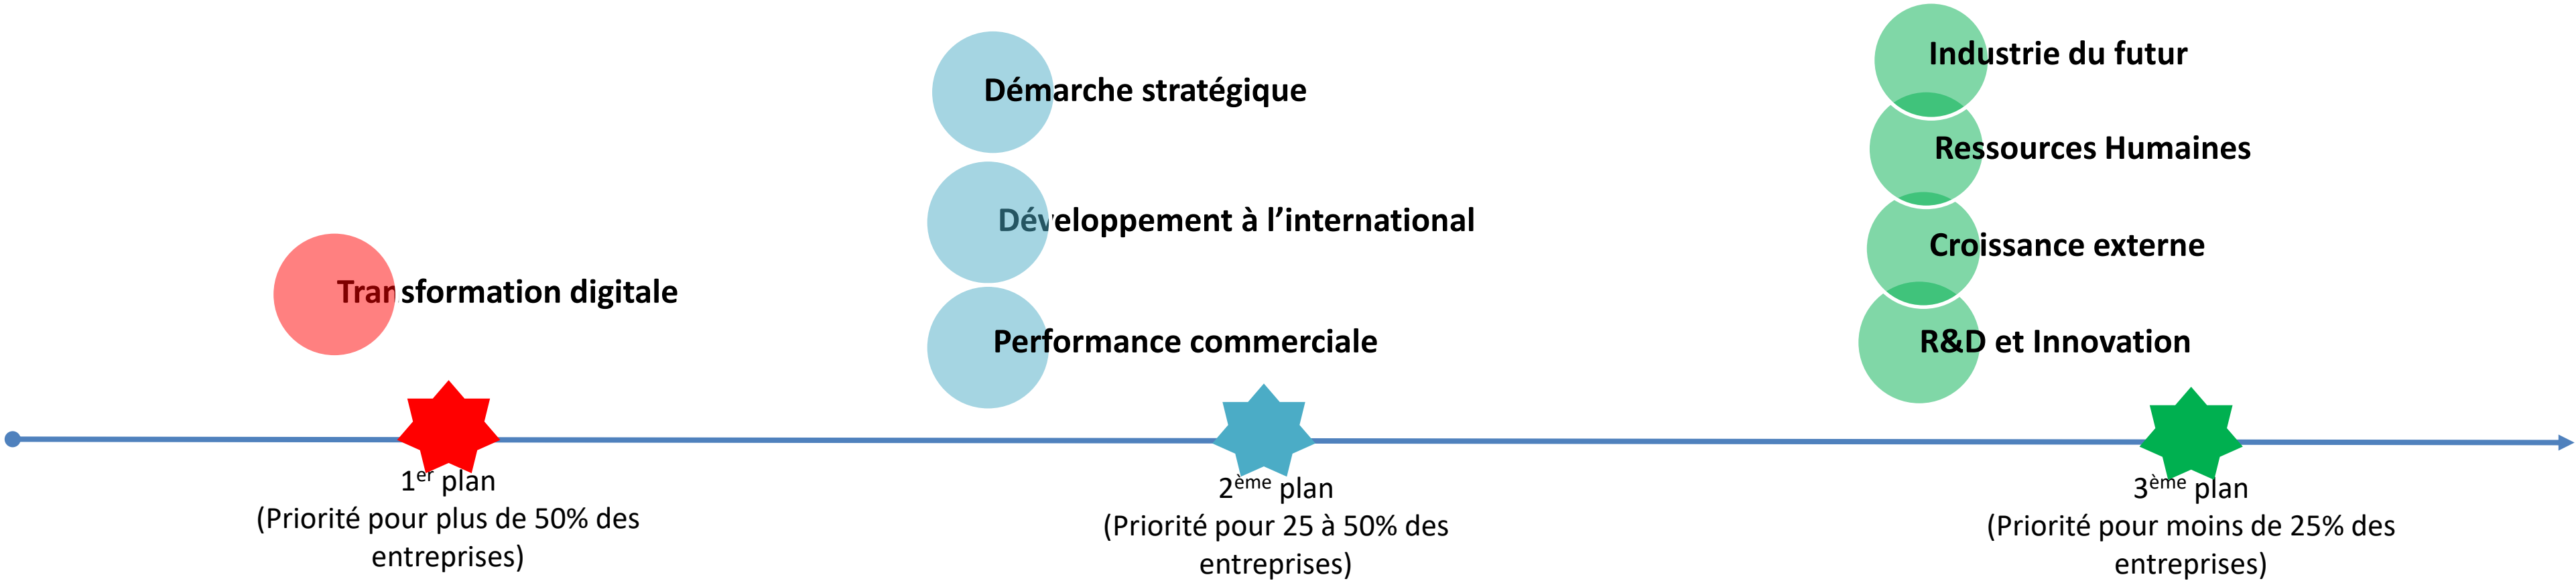 Transformation digitale
1er plan
(Priorité pour plus de 50% des
entreprises)
Démarche stratégique
Développement à l’international
Performance commerciale
2ème plan
(Priorité pour 25 à 50% des
entreprises)
Industrie du futur
Ressources Humaines
Croissance externe
R&D et Innovation
3ème plan
(Priorité pour moins de 25% des
entreprises)